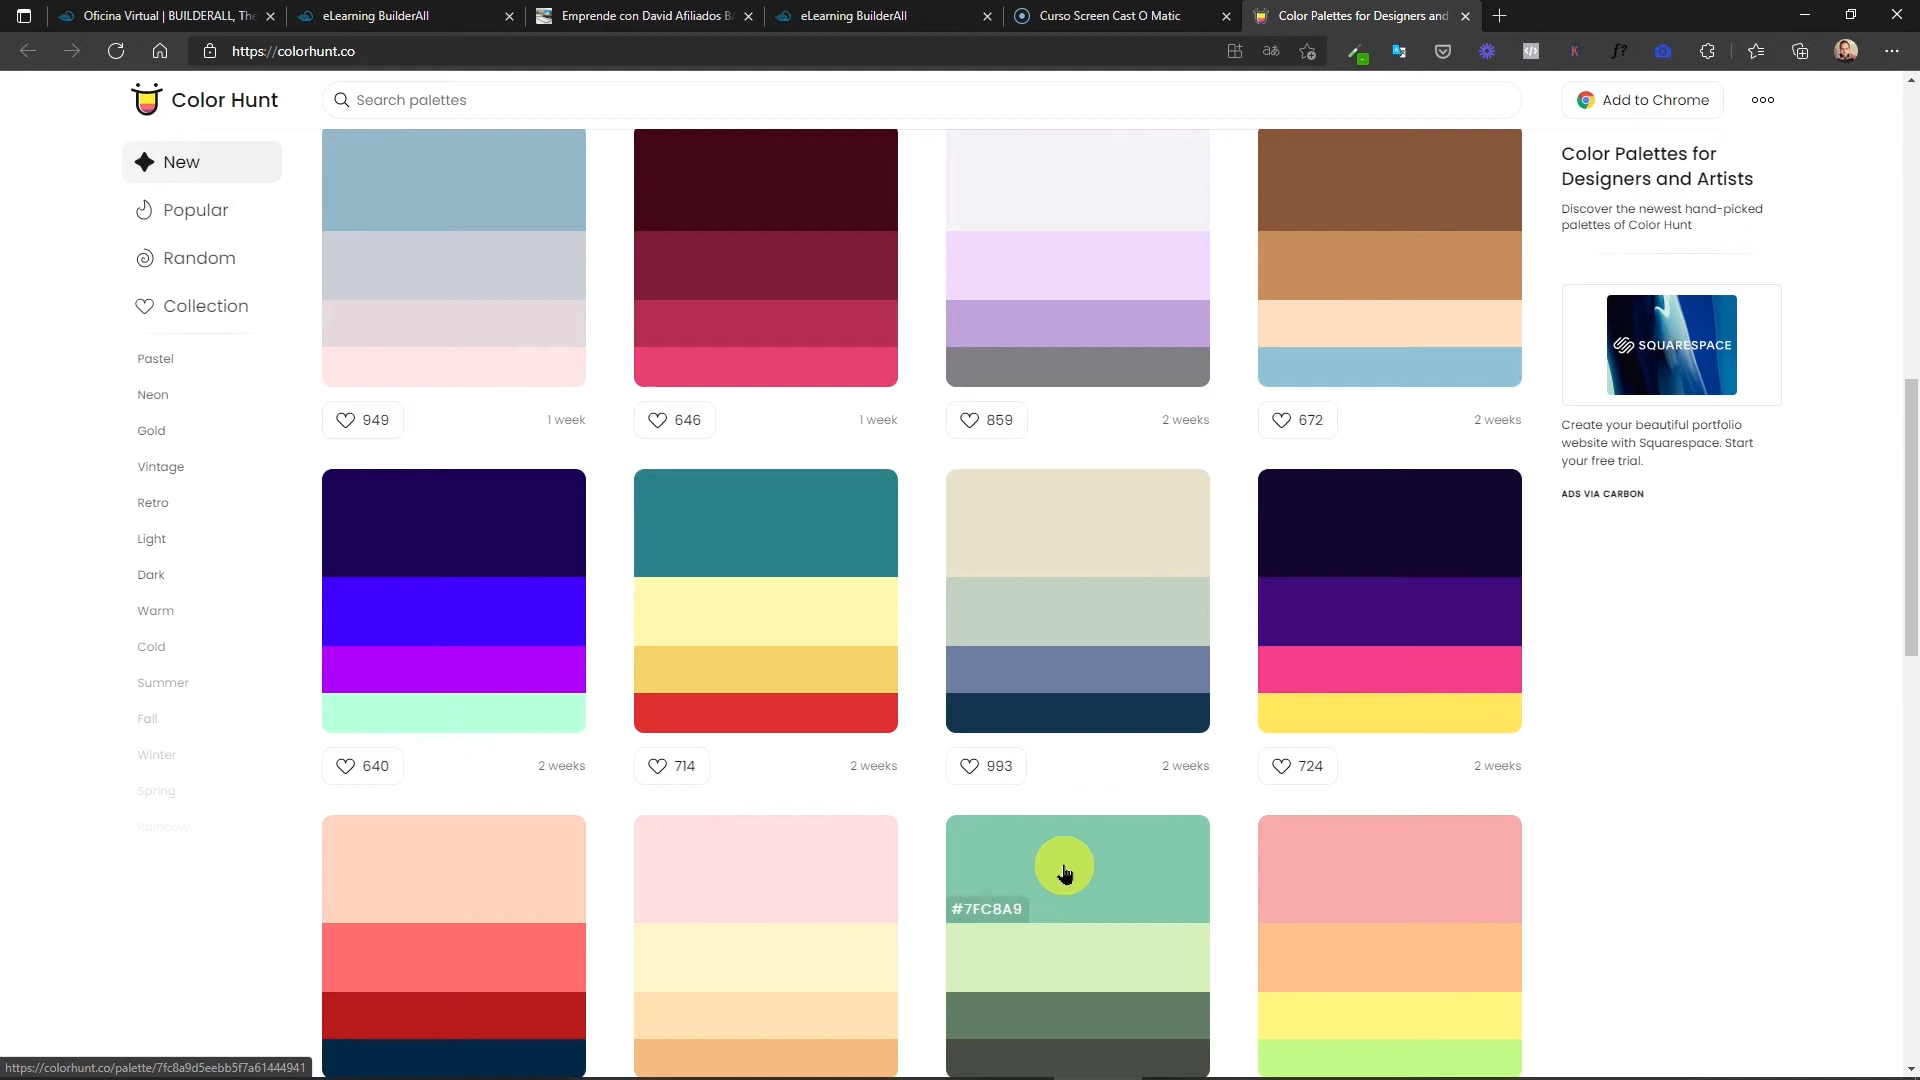 Oficina Virtual | BUILDERALL, The
eLearning BuilderAll
Emprende con David Afiliados B
eLearning BuilderAll
Curso Screen Cast O Matic
Color Palettes for Designers and
https://colorhunt.co
Color Hunt
Search palettes
Add to Chrome
New
Popular
Random
Collection
Pastel
Neon
Gold
Vintage
Retro
Light
Dark
Warm
Cold
Summer
Fall
Winter
Spring
Rainbow
949
1 week
646
1 week
859
2 weeks
672
2 weeks
640
2 weeks
714
2 weeks
993
2 weeks
724
2 weeks
#7FC8A9
Color Palettes for
Designers and Artists
Discover the newest hand-picked
palettes of Color Hunt
SQUARESPACE
Create your beautiful portfolio
website with Squarespace. Start
your free trial.
ADS VIA CARBON
https://colorhunt.co/palette/7fc8a9d5eebb5f7a61444941